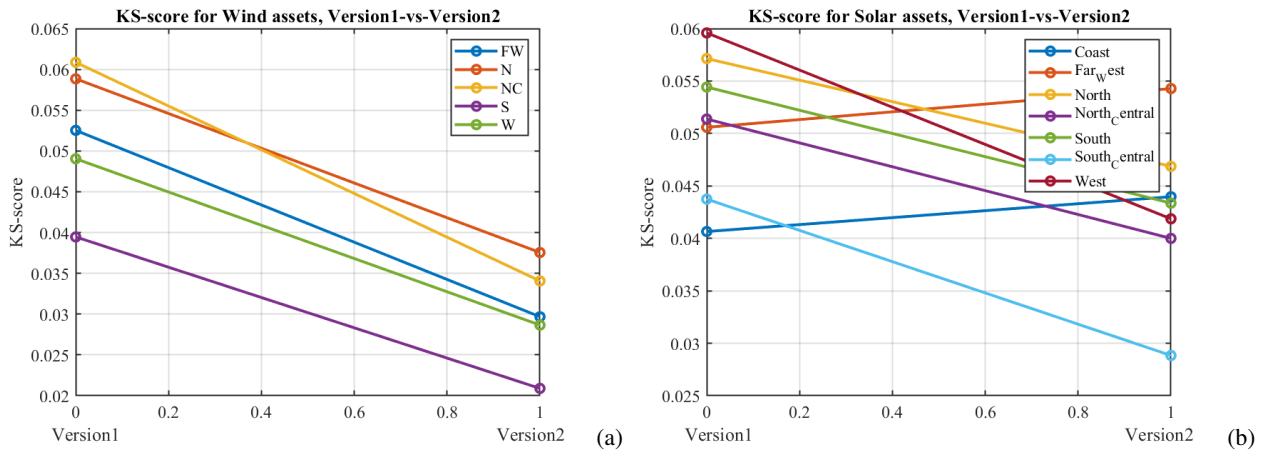 KS-score for Wind assets, Version1-vs-Version2
0.065
0.06
0.055
0.05
0.045
0.04
0.035
0.03
0.025
0.02
KS-score
FW
N
NC
S
W
0 0.2 0.4 0.6 0.8 1
Version1 Version2
(a)
KS-score for Solar assets, Version1-vs-Version2
0.06
0.055
0.05
0.045
0.04
0.035
0.03
0.025
KS-score
Coast
Far_West
North
North_Central
South
South_Central
West
0 0.2 0.4 0.6 0.8 1
Version1 Version2
(b)